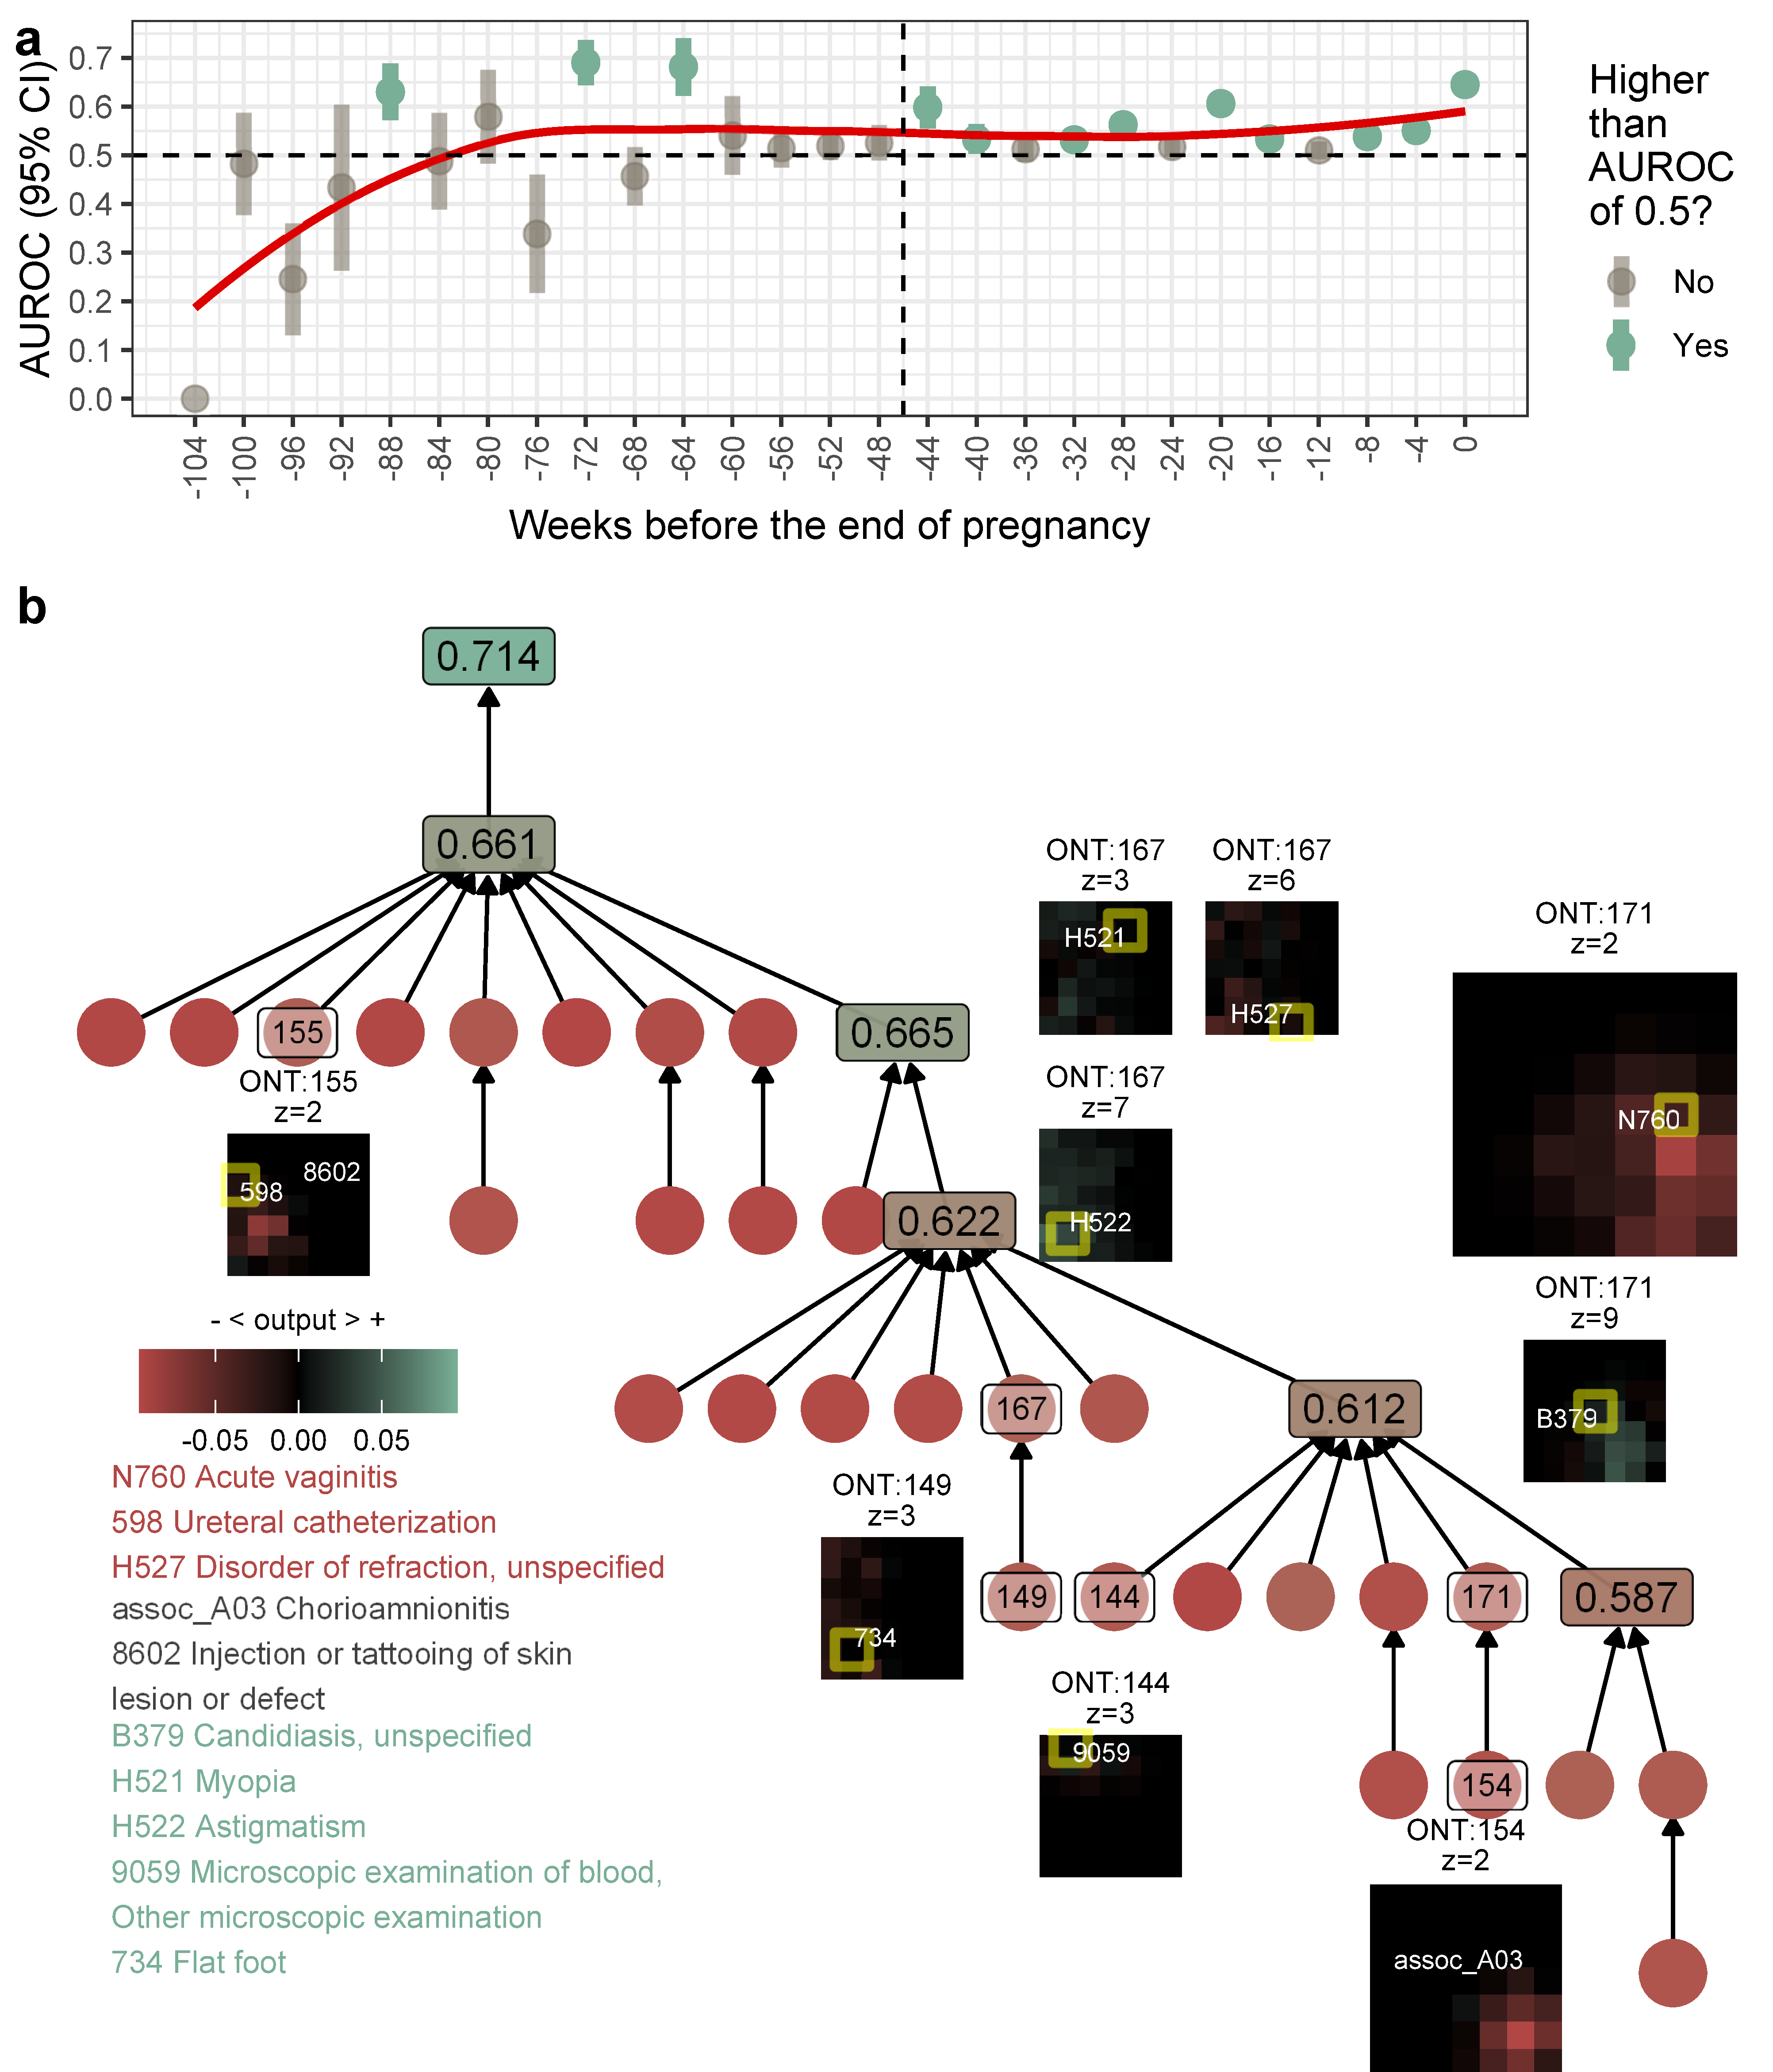 a
AUROC (95% CI)
0.7
0.6
0.5
0.4
0.3
0.2
0.1
0.0
-104
-100
-96
-92
-88
-84
-80
-76
-72
-68
-64
-60
-56
-52
-48
-44
-40
-36
-32
-28
-24
-20
-16
-12
-8
-4
0
Weeks before the end of pregnancy
Higher
than
AUROC
of 0.5?
No
Yes
b
0.714
0.661
155
0.665
ONT:155
z=2
598
8602
0.622
ONT:167
z=3
H521
ONT:167
z=6
H527
ONT:167
z=7
H522
ONT:171
z=2
N760
ONT:171
z=9
B379
167
0.612
ONT:149
z=3
734
149
144
171
0.587
ONT:144
z=3
9059
154
ONT:154
z=2
assoc_A03
- < output > +
-0.05
0.00
0.05
N760 Acute vaginitis
598 Ureteral catheterization
H527 Disorder of refraction, unspecified
assoc_A03 Chorioamnionitis
8602 Injection or tattooing of skin
lesion or defect
B379 Candidiasis, unspecified
H521 Myopia
H522 Astigmatism
9059 Microscopic examination of blood,
Other microscopic examination
734 Flat foot